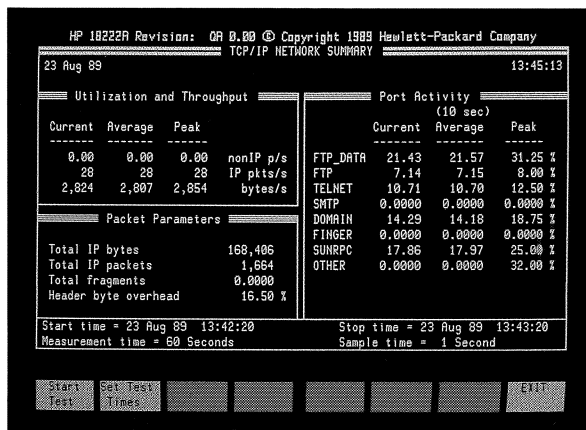 HP 18222A Revision: QA 0.00 © Copyright 1989 Hewlett-Packard Company
TCP/IP NETWORK SUMMARY
23 Aug 89 13:45:13
Utilization and Throughput
Current Average Peak
------- ------- -------
0.00 0.00 0.00 nonIP p/s
28 28 28 IP pkts/s
2,824 2,807 2,854 bytes/s
Packet Parameters
Total IP bytes 168,406
Total IP packets 1,664
Total fragments 0.0000
Header byte overhead 16.50 %
Port Activity
(10 sec)
Current Average Peak
------- ------- -------
FTP_DATA 21.43 21.57 31.25 %
FTP 7.14 7.15 8.00 %
TELNET 10.71 10.70 12.50 %
SMTP 0.0000 0.0000 0.0000 %
DOMAIN 14.29 14.18 18.75 %
FINGER 0.0000 0.0000 0.0000 %
SUNRPC 17.86 17.97 25.00 %
OTHER 0.0000 0.0000 32.00 %
Start time = 23 Aug 89 13:42:20 Stop time = 23 Aug 89 13:43:20
Measurement time = 60 Seconds Sample time = 1 Second
Start Test
Set Test Times
EXIT